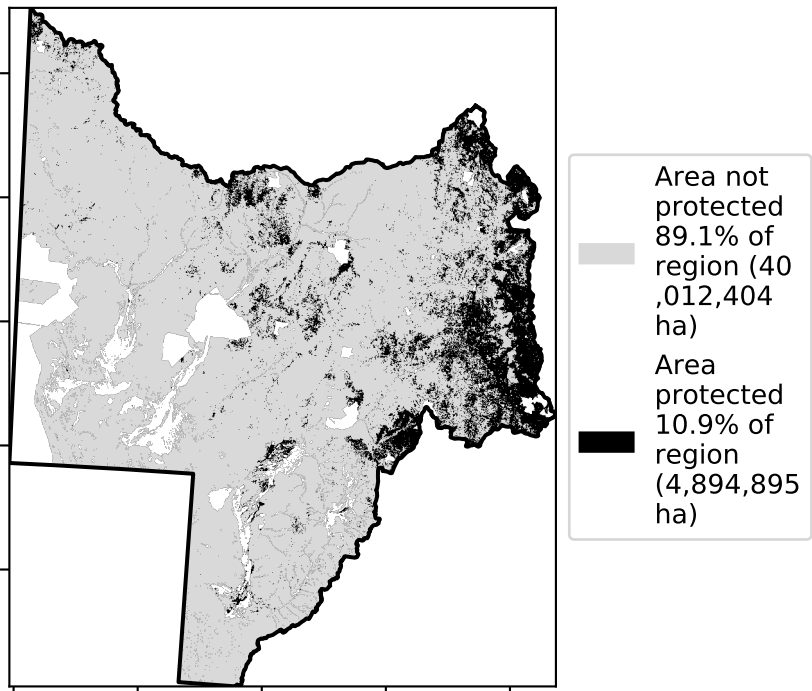 Area not
protected
89.1% of
region (40
,012,404
ha)
Area
protected
10.9% of
region
(4,894,895
ha)